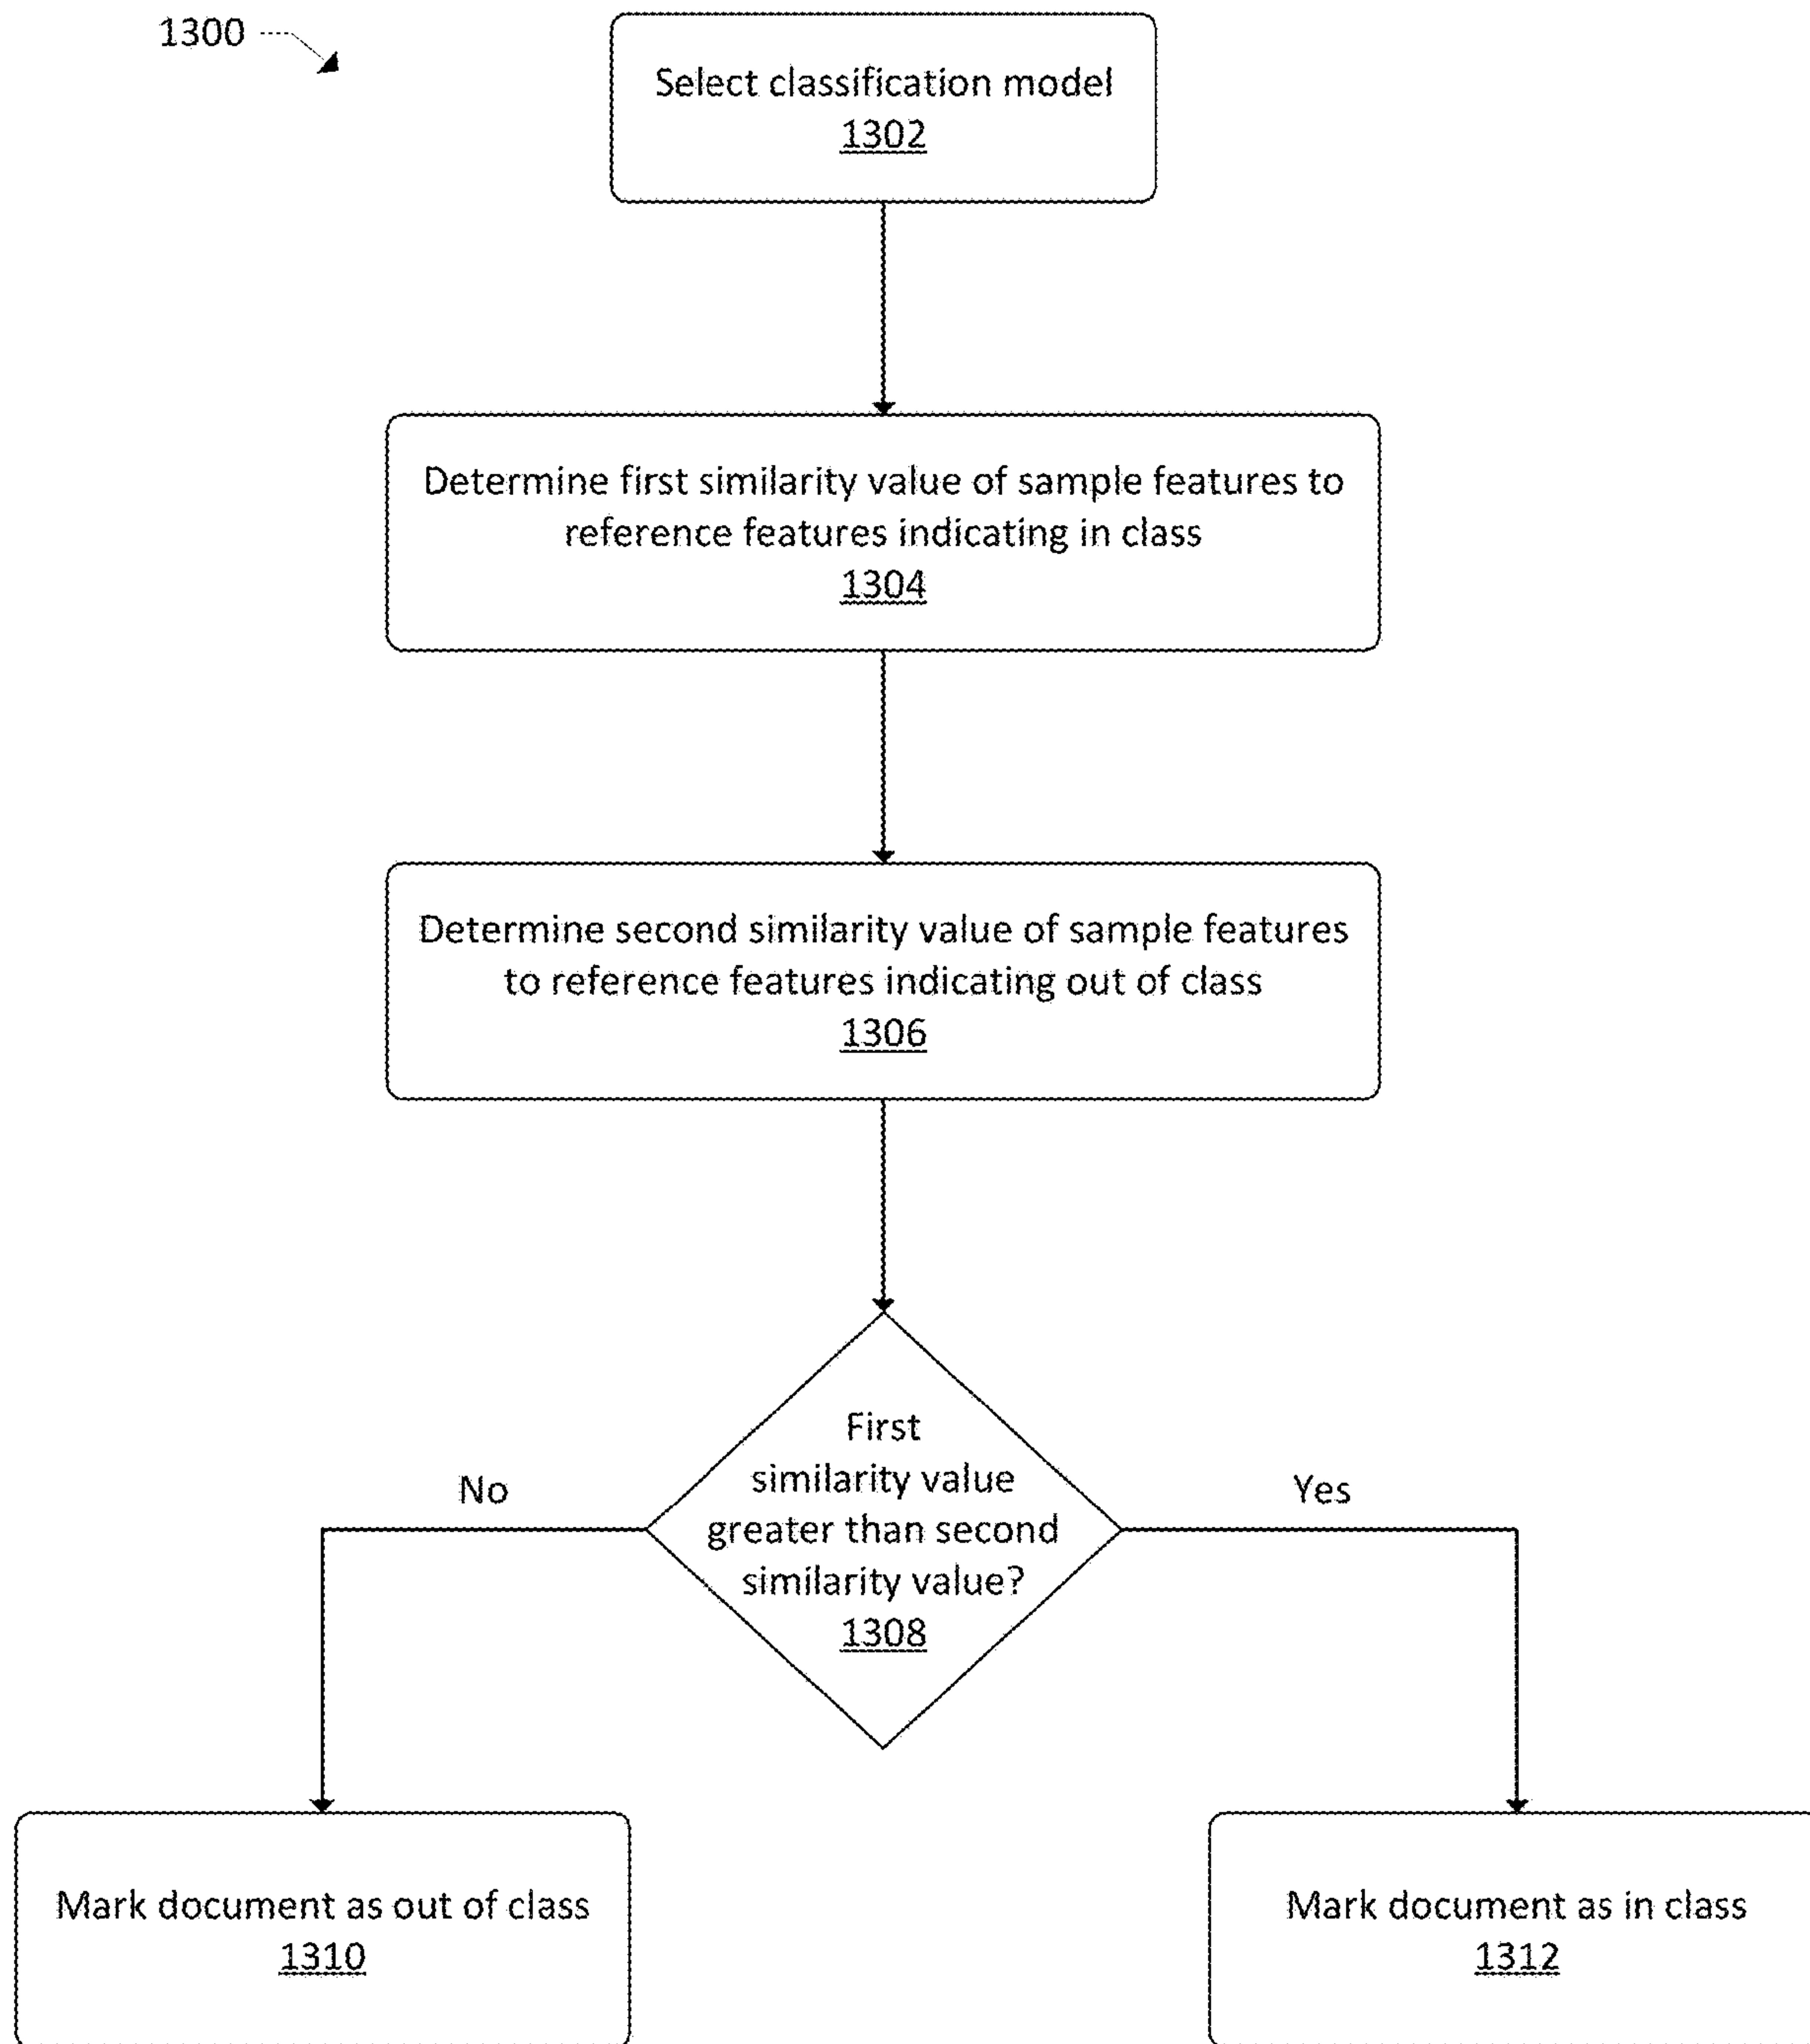 1300
Select classification model
1302
Determine first similarity value of sample features to
reference features indicating in class
1304
Determine second similarity value of sample features
to reference features indicating out of class
1306
First
similarity value
greater than second
similarity value?
1308
No
Yes
Mark document as out of class
1310
Mark document as in class
1312